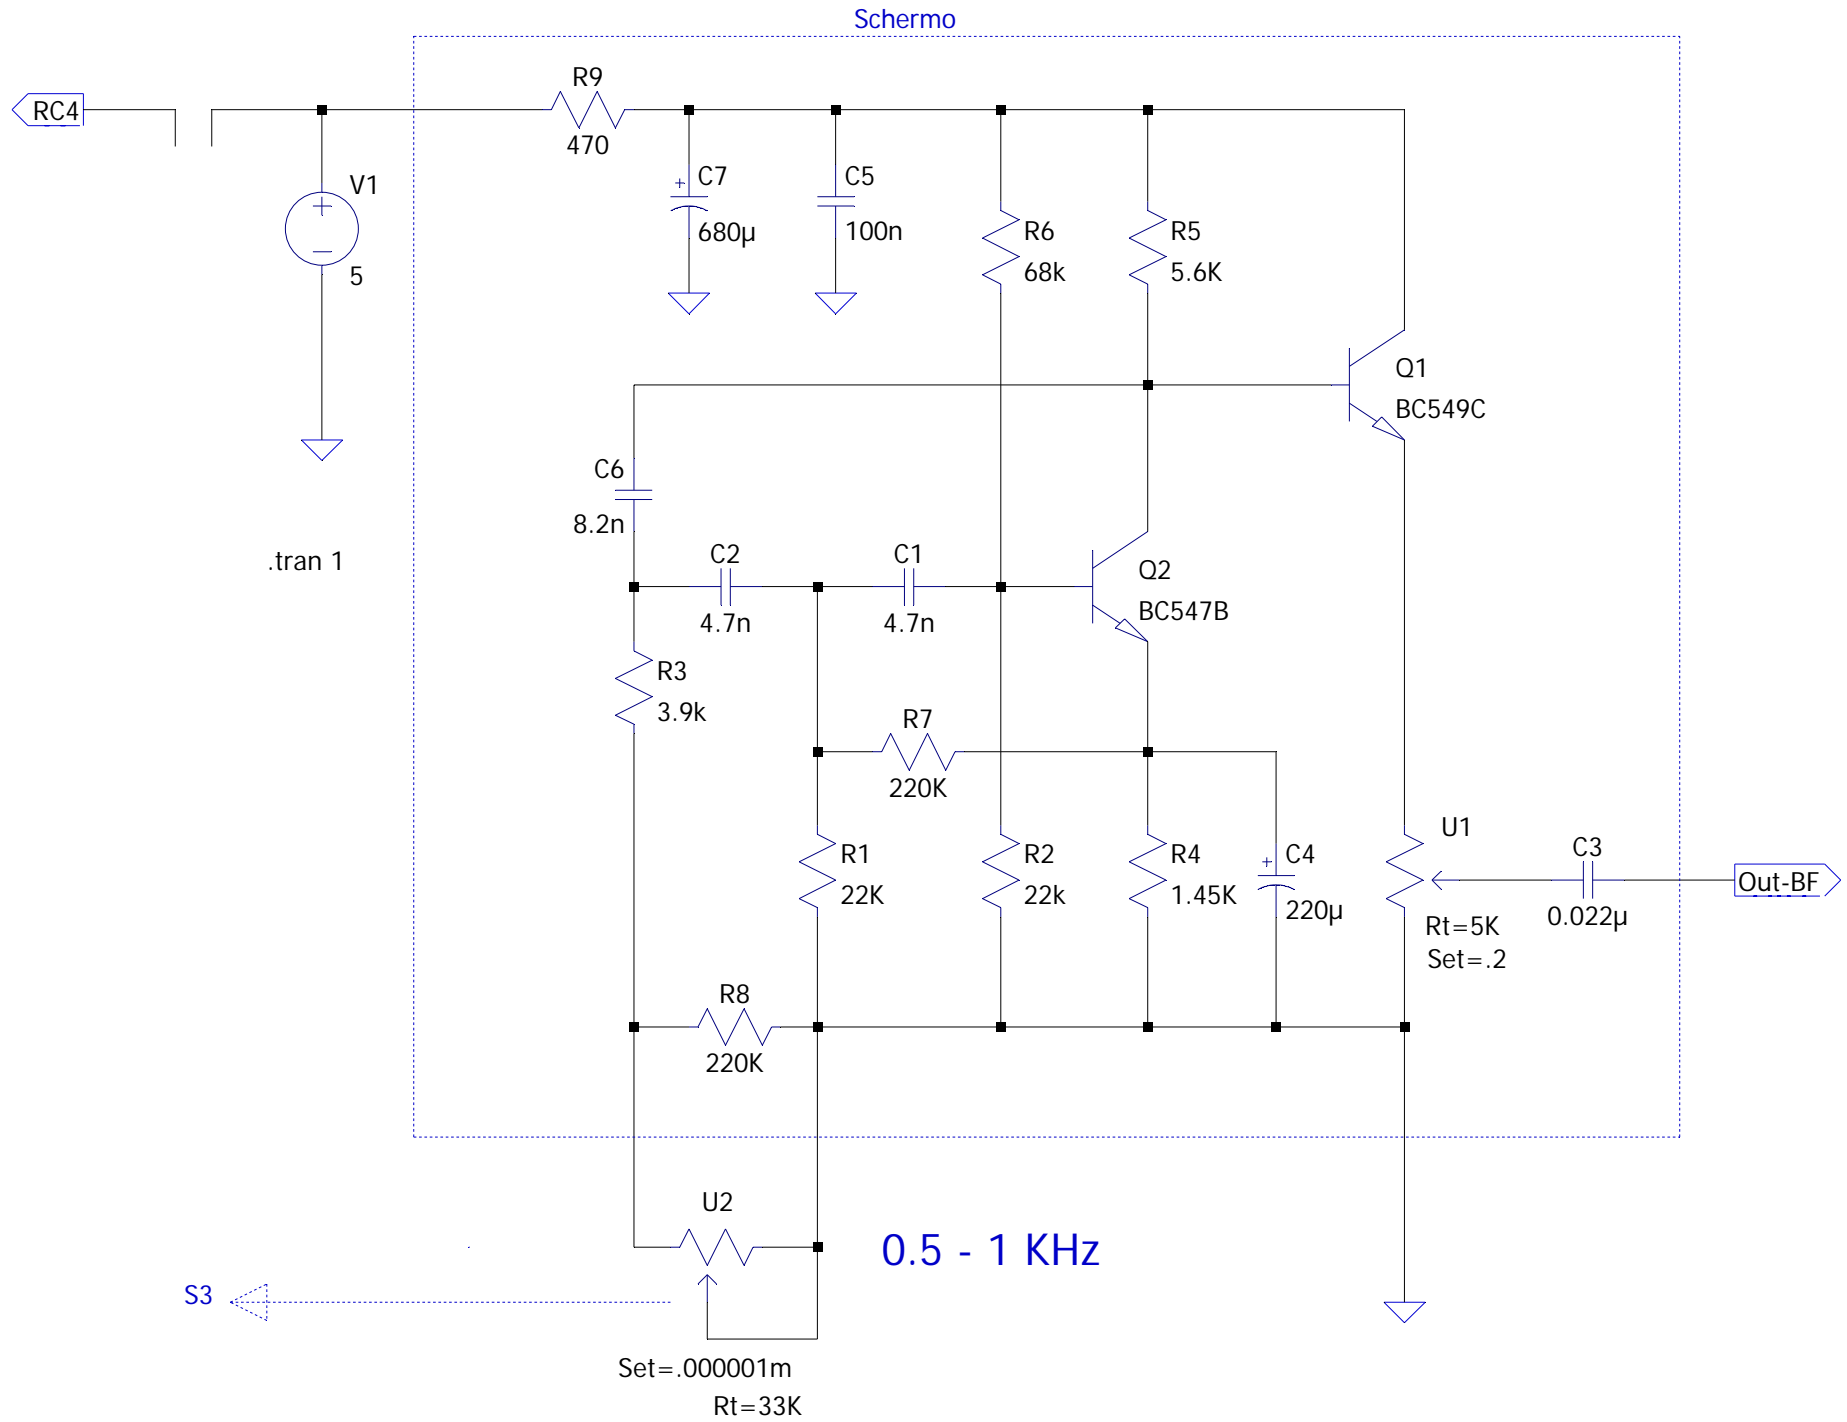 Schermo
RC4
R9
470
V1
5
C7
680µ
C5
100n
R6
68k
R5
5.6K
Q1
BC549C
C6
8.2n
.tran 1
C2
4.7n
C1
4.7n
Q2
BC547B
R3
3.9k
R7
220K
R1
22K
R2
22k
R4
1.45K
C4
220µ
U1
Rt=5K
Set=.2
C3
0.022µ
Out-BF
R8
220K
U2
0.5 - 1 KHz
S3
Set=.000001m
Rt=33K